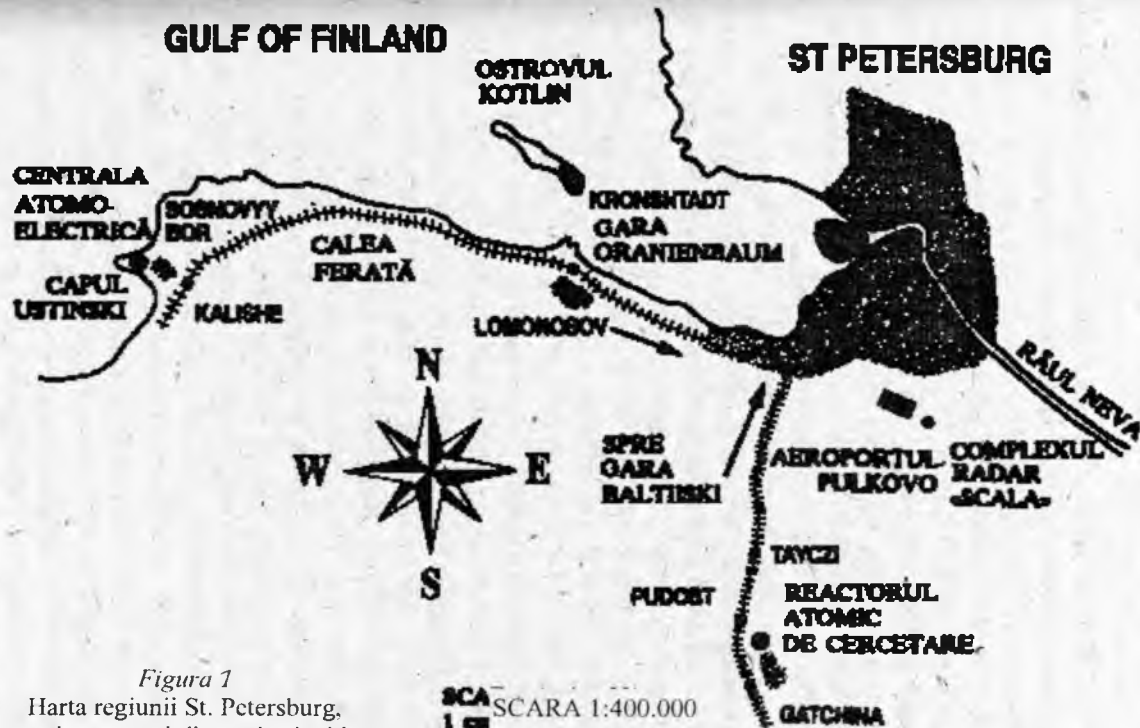 GULF OF FINLAND
ST PETERSBURG
OSTROVUL
KOTLIN
CENTRALA
ATOMO-
ELECTRICĂ
SOSNOVYY
BOR
KRONSHTADT
GARA
ORANIENBAUM
CALEA
FERATĂ
CAPUL
USTINSKI
KALISHE
LOMONOSOV
RĂUL NEVA
N
W
E
S
SPRE
GARA
BALTIISKI
AEROPORTUL
PULKOVO
COMPLEXUL
RADAR
«SCALA»
TAYCZI
PUDOST
REACTORUL
ATOMIC
DE CERCETARE
Figura 1
Harta regiunii St. Petersburg,
SCARA 1:400.000
GATCHINA